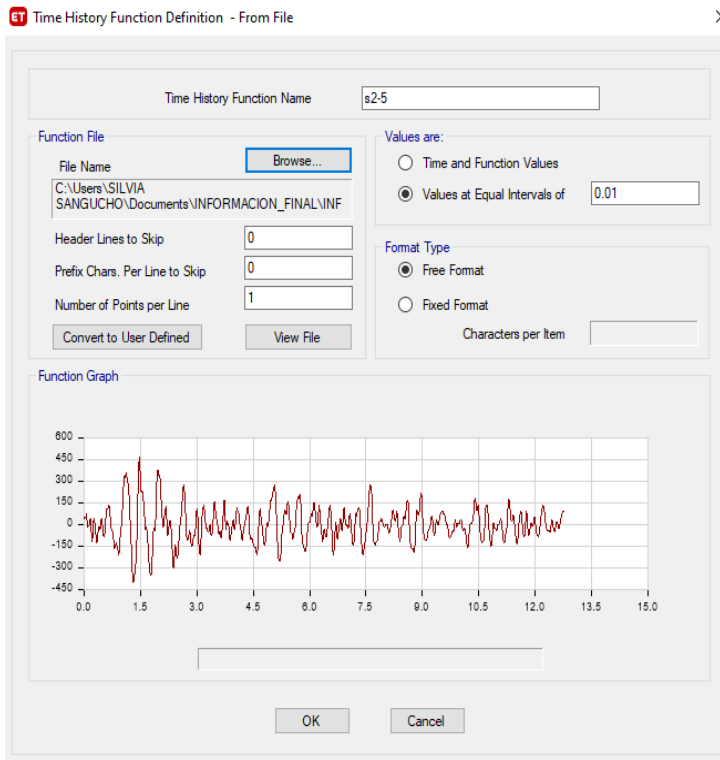 ET Time History Function Definition - From File
Time History Function Name s2-5
Function File
File Name Browse...
C:\Users\SILVIA
SANGUCHO\Documents\INFORMACION_FINAL\INF
Header Lines to Skip 0
Prefix Chars. Per Line to Skip 0
Number of Points per Line 1
Convert to User Defined View File
Values are:
Time and Function Values
Values at Equal Intervals of 0.01
Format Type
Free Format
Fixed Format
Characters per Item
Function Graph
600
450
300
150
0
-150
-300
-450
0.0 1.5 3.0 4.5 6.0 7.5 9.0 10.5 12.0 13.5 15.0
OK Cancel